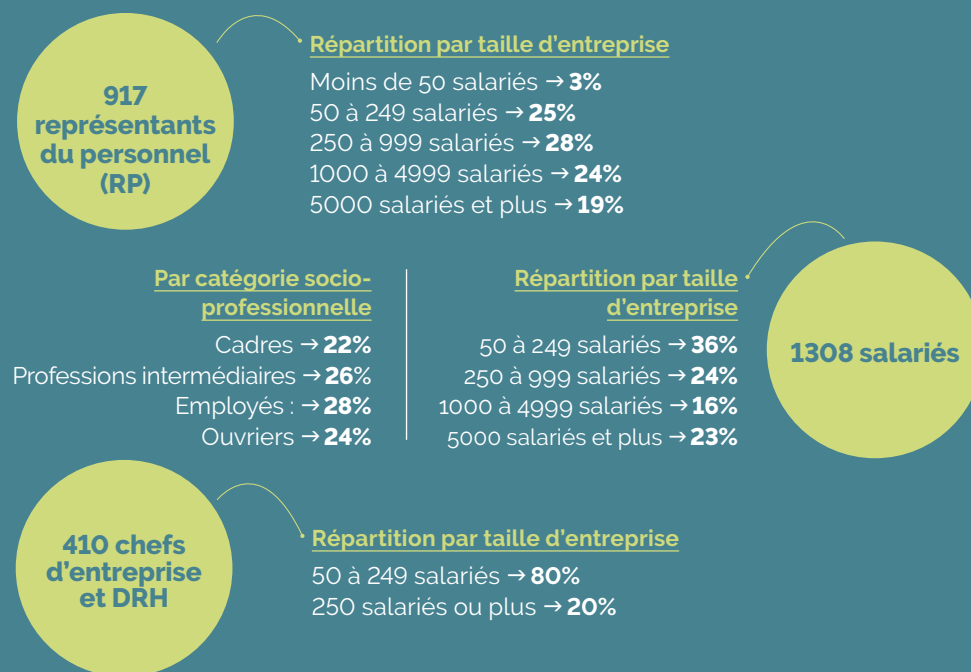 917
représentants
du personnel
(RP)
Répartition par taille d'entreprise
Moins de 50 salariés → 3%
50 à 249 salariés → 25%
250 à 999 salariés → 28%
1000 à 4999 salariés → 24%
5000 salariés et plus → 19%
Par catégorie socio-
professionnelle
Cadres → 22%
Professions intermédiaires → 26%
Employés : → 28%
Ouvriers → 24%
Répartition par taille
d'entreprise
50 à 249 salariés → 36%
250 à 999 salariés → 24%
1000 à 4999 salariés → 16%
5000 salariés et plus → 23%
1308 salariés
410 chefs
d'entreprise
et DRH
Répartition par taille d'entreprise
50 à 249 salariés → 80%
250 salariés ou plus → 20%